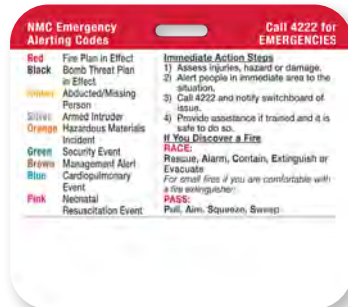 NMC Emergency
Alerting Codes
Call 4222 for
EMERGENCIES
Red Fire Plan in Effect
Black Bomb Threat Plan
in Effect
Amber Abducted/Missing
Person
Silver Armed Intruder
Orange Hazardous Materials
Incident
Green Security Event
Brown Management Alert
Blue Cardiopulmonary
Event
Pink Neonatal
Resuscitation Event
Immediate Action Steps
1) Assess injuries, hazard or damage.
2) Alert people in immediate area to the
situation.
3) Call 4222 and notify switchboard of
issue.
4) Provide assistance if trained and it is
safe to do so.
If You Discover a Fire
RACE:
Rescue, Alarm, Contain, Extinguish or
Evacuate
For small fires if you are comfortable with
a fire extinguisher:
PASS:
Pull, Aim, Squeeze, Sweep